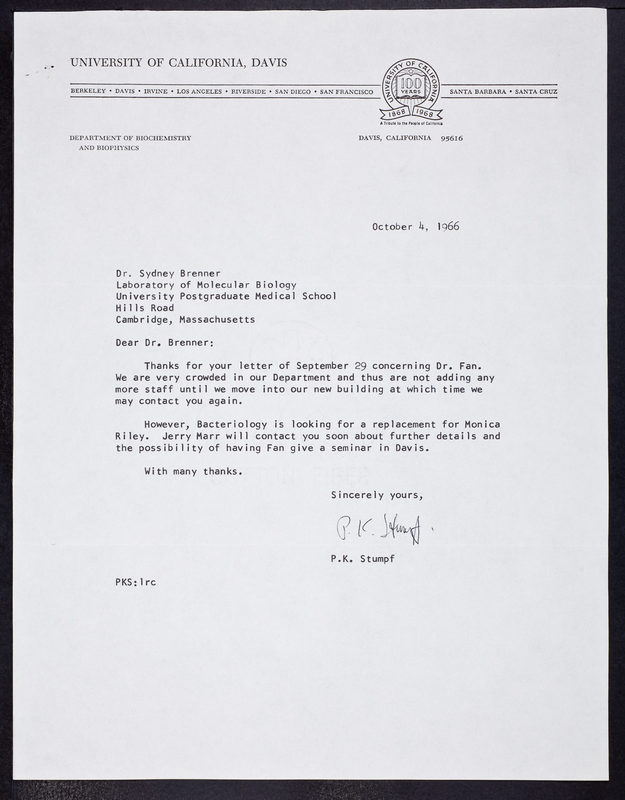 UNIVERSITY OF CALIFORNIA, DAVIS
BERKELEY • DAVIS • IRVINE • LOS ANGELES • RIVERSIDE • SAN DIEGO • SAN FRANCISCO
UNIVERSITY OF CALIFORNIA
100
YEARS
1868 1968
A Tribute to the People of California
SANTA BARBARA • SANTA CRUZ
DEPARTMENT OF BIOCHEMISTRY
AND BIOPHYSICS
DAVIS, CALIFORNIA 95616
October 4, 1966
Dr. Sydney Brenner
Laboratory of Molecular Biology
University Postgraduate Medical School
Hills Road
Cambridge, Massachusetts
Dear Dr. Brenner:
Thanks for your letter of September 29 concerning Dr. Fan.
We are very crowded in our Department and thus are not adding any
more staff until we move into our new building at which time we
may contact you again.
However, Bacteriology is looking for a replacement for Monica
Riley. Jerry Marr will contact you soon about further details and
the possibility of having Fan give a seminar in Davis.
With many thanks.
Sincerely yours,
P. K. Stumpf
P.K. Stumpf
PKS:lrc